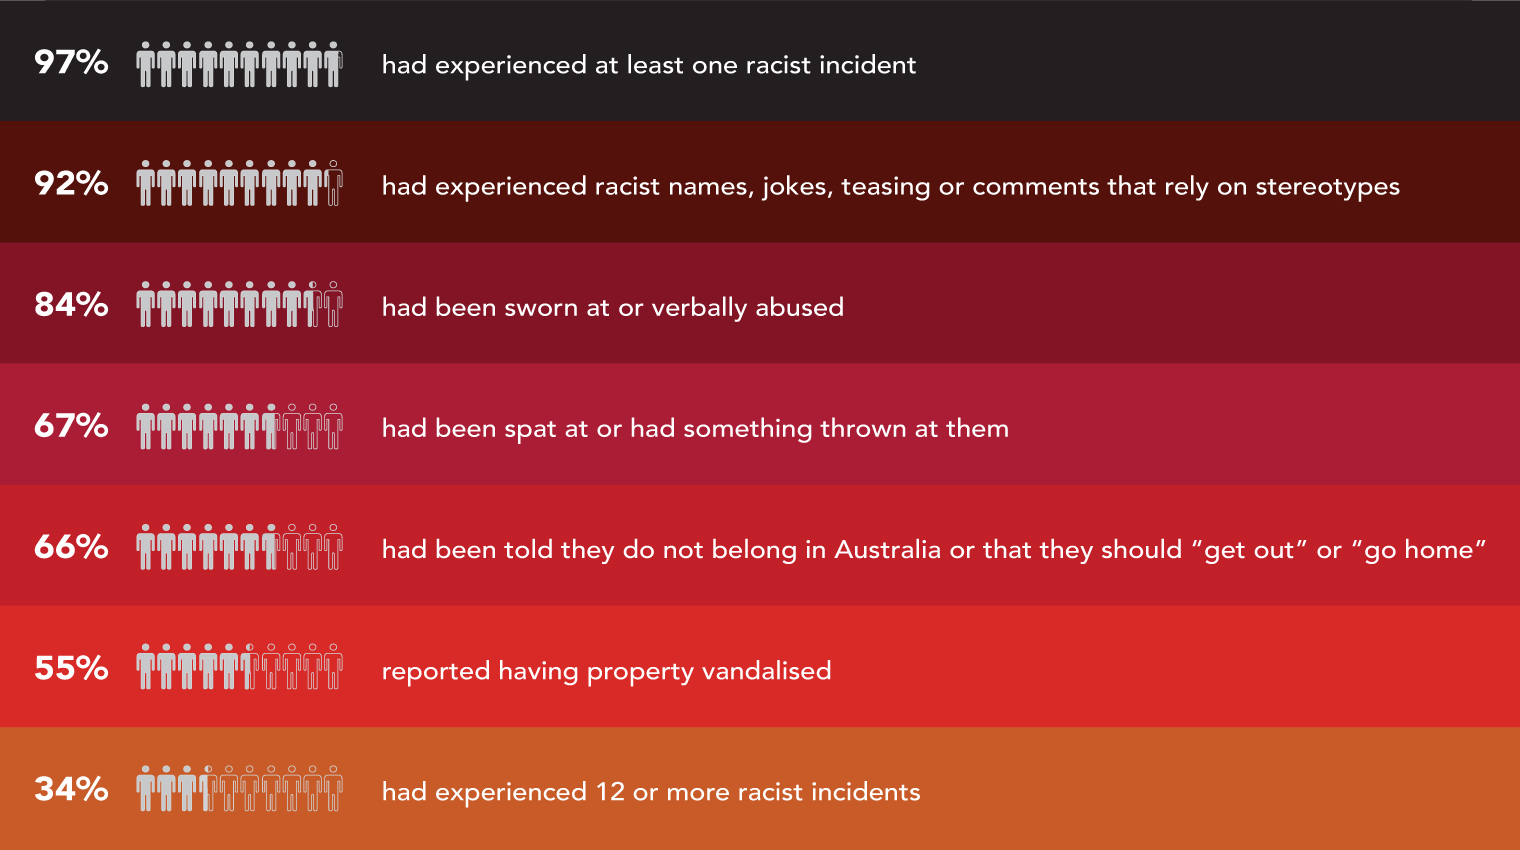 97% had experienced at least one racist incident
92% had experienced racist names, jokes, teasing or comments that rely on stereotypes
84% had been sworn at or verbally abused
67% had been spat at or had something thrown at them
66% had been told they do not belong in Australia or that they should “get out” or “go home”
55% reported having property vandalised
34% had experienced 12 or more racist incidents